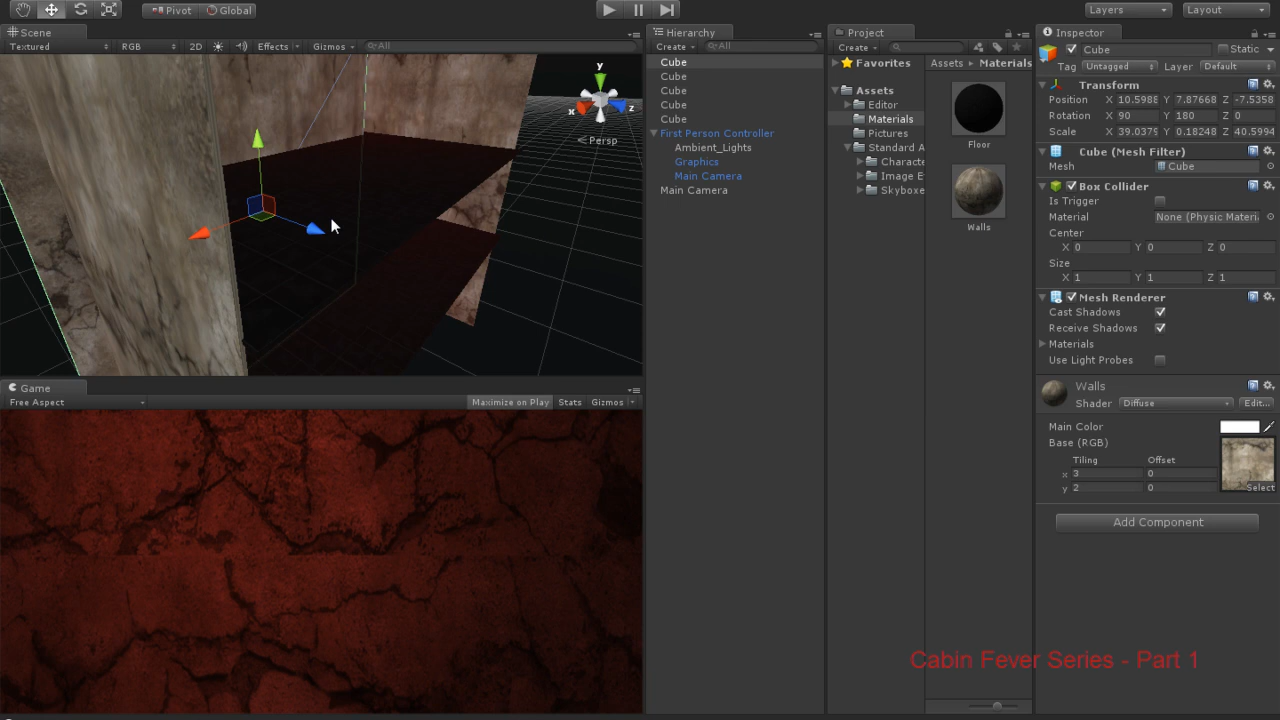 Pivot Global Layers Layout
Scene Hierarchy Project Inspector
Textured RGB 2D Effects Gizmos All
Create All
Cube
Cube
Cube
Cube
Cube
First Person Controller
Ambient_Lights
Graphics
Main Camera
Main Camera
y
x
z
Persp
Create
Favorites
Assets
Editor
Materials
Pictures
Standard A
Characte
Image E
Skyboxe
Assets Materials
Floor
Walls
Cube Static
Tag Untagged Layer Default
Transform
Position X 10.5988 Y 7.87668 Z -7.5358
Rotation X 90 Y 180 Z 0
Scale X 39.0379 Y 0.18248 Z 40.5994
Cube (Mesh Filter)
Mesh Cube
Box Collider
Is Trigger
Material None (Physic Materi
Center
X 0 Y 0 Z 0
Size
X 1 Y 1 Z 1
Mesh Renderer
Cast Shadows
Receive Shadows
Materials
Use Light Probes
Walls
Shader Diffuse Edit...
Main Color
Base (RGB)
Tiling Offset
x 3 0
y 2 0
Select
Add Component
Game
Free Aspect Maximize on Play Stats Gizmos
Cabin Fever Series - Part 1